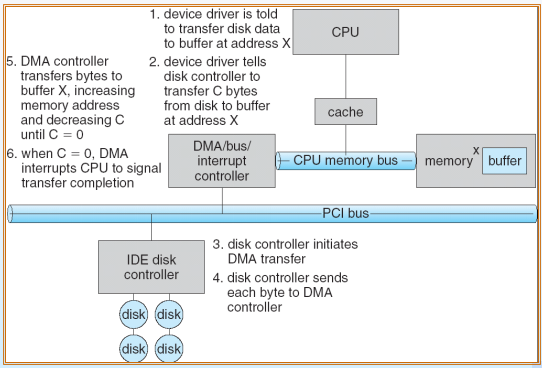 1. device driver is told
to transfer disk data
to buffer at address X
CPU
5. DMA controller
transfers bytes to
buffer X, increasing
memory address
and decreasing C
until C = 0
2. device driver tells
disk controller to
transfer C bytes
from disk to buffer
at address X
cache
6. when C = 0, DMA
interrupts CPU to signal
transfer completion
DMA/bus/
interrupt
controller
CPU memory bus
memory
X
buffer
PCI bus
IDE disk
controller
3. disk controller initiates
DMA transfer
4. disk controller sends
each byte to DMA
controller
disk
disk
disk
disk